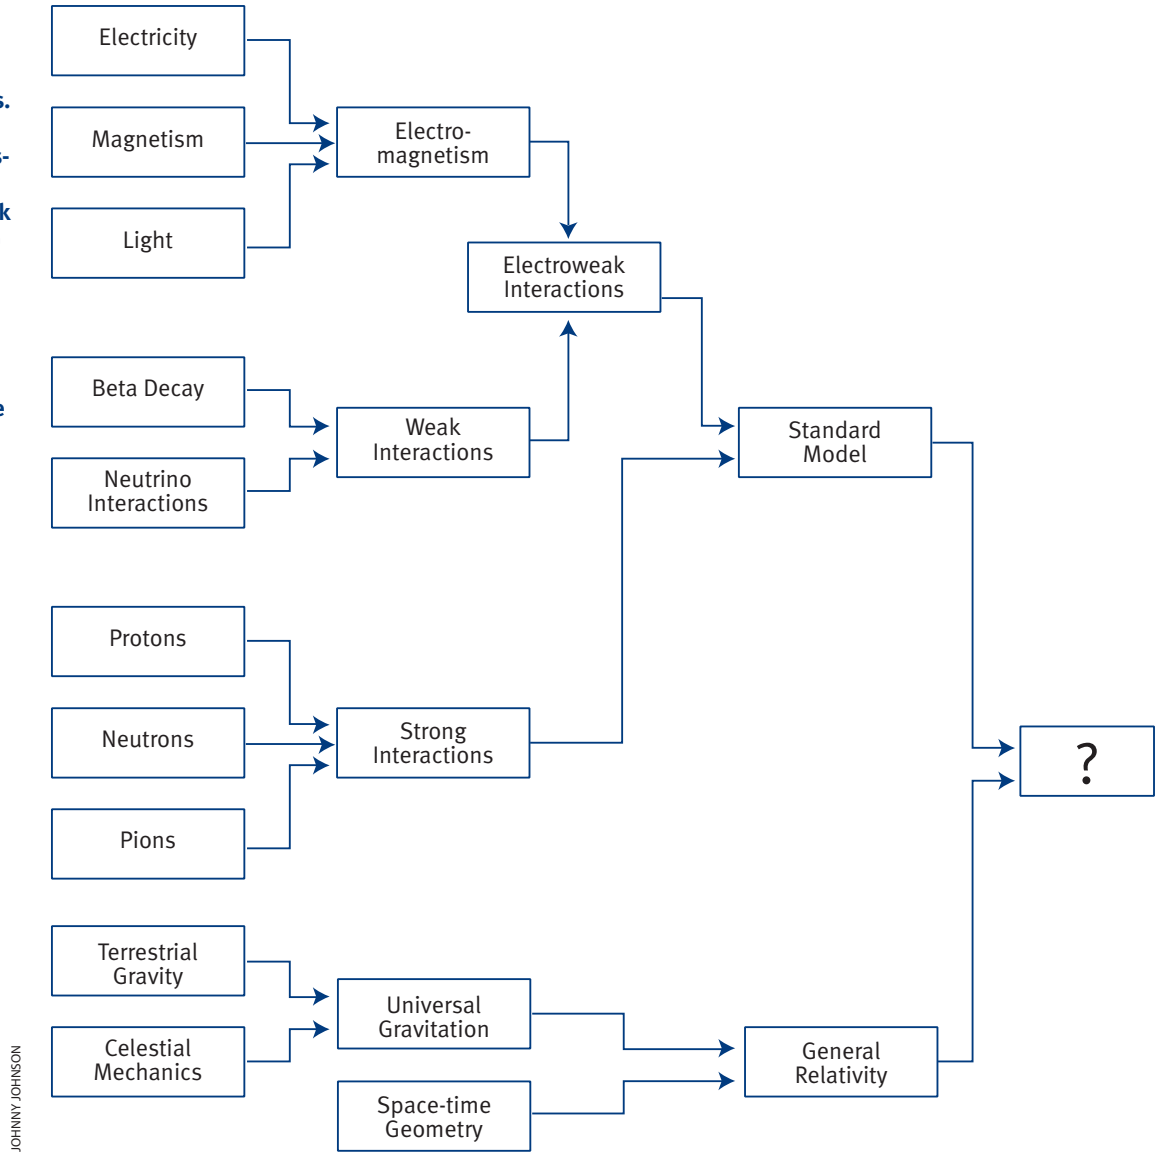 Electricity
s.
Magnetism
Electro-
magnetism
s-
k
Light
Electroweak
Interactions
Beta Decay
e
Weak
Interactions
Standard
Model
Neutrino
Interactions
Protons
Neutrons
Strong
Interactions
?
Pions
Terrestrial
Gravity
Universal
Gravitation
Celestial
Mechanics
General
Relativity
Space-time
Geometry
JOHNNY JOHNSON